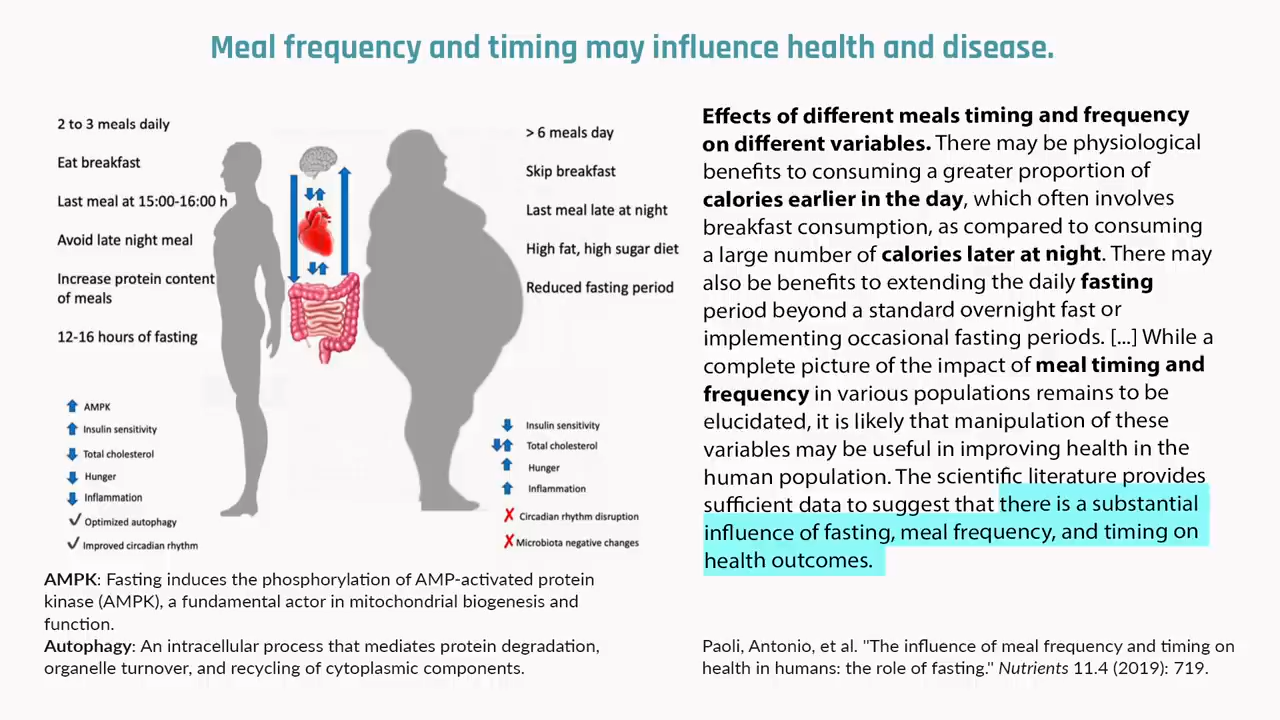 Meal frequency and timing may influence health and disease.
2 to 3 meals daily
Eat breakfast
Last meal at 15:00-16:00 h
Avoid late night meal
Increase protein content
of meals
12-16 hours of fasting
AMPK
Insulin sensitivity
Total cholesterol
Hunger
Inflammation
Optimized autophagy
Improved circadian rhythm
> 6 meals day
Skip breakfast
Last meal late at night
High fat, high sugar diet
Reduced fasting period
Insulin sensitivity
Total cholesterol
Hunger
Inflammation
Circadian rhythm disruption
Microbiota negative changes
AMPK: Fasting induces the phosphorylation of AMP-activated protein
kinase (AMPK), a fundamental actor in mitochondrial biogenesis and
function.
Autophagy: An intracellular process that mediates protein degradation,
organelle turnover, and recycling of cytoplasmic components.
Effects of different meals timing and frequency
on different variables. There may be physiological
benefits to consuming a greater proportion of
calories earlier in the day, which often involves
breakfast consumption, as compared to consuming
a large number of calories later at night. There may
also be benefits to extending the daily fasting
period beyond a standard overnight fast or
implementing occasional fasting periods. [...] While a
complete picture of the impact of meal timing and
frequency in various populations remains to be
elucidated, it is likely that manipulation of these
variables may be useful in improving health in the
human population. The scientific literature provides
sufficient data to suggest that there is a substantial
influence of fasting, meal frequency, and timing on
health outcomes.
Paoli, Antonio, et al. "The influence of meal frequency and timing on
health in humans: the role of fasting." Nutrients 11.4 (2019): 719.